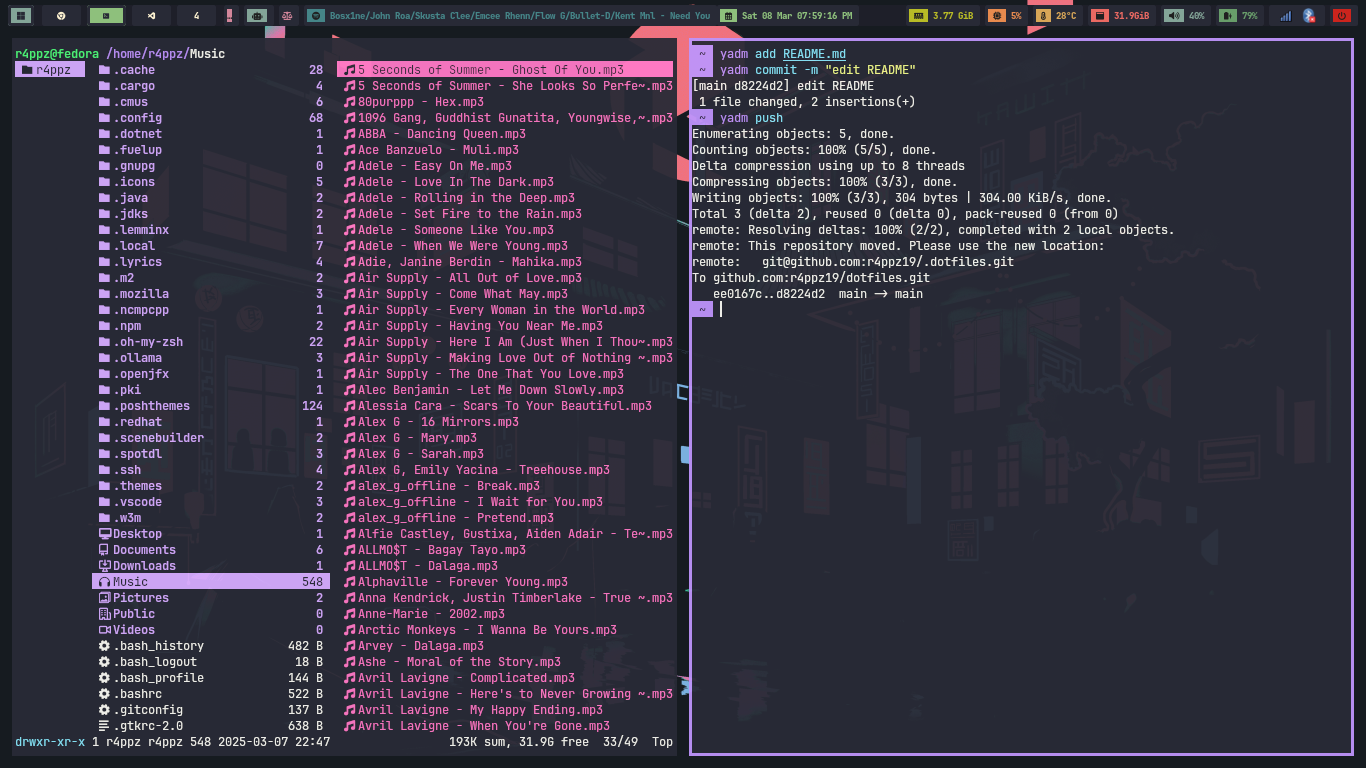 4 Bosx1ne/John Roa/Skusta Clee/Emcee Rhenn/Flow G/Bullet-D/Kent Mnl - Need You Sat 08 Mar 07:59:16 PM 3.77 GiB 5% 28°C 31.9GiB 40% 79%
r4ppz@fedora /home/r4ppz/Music
r4ppz
.cache 28
.cargo 4
.cmus 6
.config 68
.dotnet 1
.fuelup 1
.gnupg 0
.icons 5
.java 2
.jdks 2
.lemminx 1
.local 7
.lyrics 4
.m2 2
.mozilla 3
.ncmpcpp 1
.npm 2
.oh-my-zsh 22
.ollama 3
.openjfx 1
.pki 1
.poshthemes 124
.redhat 1
.scenebuilder 2
.spotdl 3
.ssh 4
.themes 2
.vscode 3
.w3m 2
Desktop 1
Documents 6
Downloads 1
Music 548
Pictures 2
Public 0
Videos 0
.bash_history 482 B
.bash_logout 18 B
.bash_profile 144 B
.bashrc 522 B
.gitconfig 137 B
.gtkrc-2.0 638 B
5 Seconds of Summer - Ghost Of You.mp3
5 Seconds of Summer - She Looks So Perfe~.mp3
80purppp - Hex.mp3
1096 Gang, Guddhist Gunatita, Youngwise,~.mp3
ABBA - Dancing Queen.mp3
Ace Banzuelo - Muli.mp3
Adele - Easy On Me.mp3
Adele - Love In The Dark.mp3
Adele - Rolling in the Deep.mp3
Adele - Set Fire to the Rain.mp3
Adele - Someone Like You.mp3
Adele - When We Were Young.mp3
Adie, Janine Berdin - Mahika.mp3
Air Supply - All Out of Love.mp3
Air Supply - Come What May.mp3
Air Supply - Every Woman in the World.mp3
Air Supply - Having You Near Me.mp3
Air Supply - Here I Am (Just When I Thou~.mp3
Air Supply - Making Love Out of Nothing ~.mp3
Air Supply - The One That You Love.mp3
Alec Benjamin - Let Me Down Slowly.mp3
Alessia Cara - Scars To Your Beautiful.mp3
Alex G - 16 Mirrors.mp3
Alex G - Mary.mp3
Alex G - Sarah.mp3
Alex G, Emily Yacina - Treehouse.mp3
alex_g_offline - Break.mp3
alex_g_offline - I Wait for You.mp3
alex_g_offline - Pretend.mp3
Alfie Castley, Gustixa, Aiden Adair - Te~.mp3
ALLMO$T - Bagay Tayo.mp3
ALLMO$T - Dalaga.mp3
Alphaville - Forever Young.mp3
Anna Kendrick, Justin Timberlake - True ~.mp3
Anne-Marie - 2002.mp3
Arctic Monkeys - I Wanna Be Yours.mp3
Arvey - Dalaga.mp3
Ashe - Moral of the Story.mp3
Avril Lavigne - Complicated.mp3
Avril Lavigne - Here's to Never Growing ~.mp3
Avril Lavigne - My Happy Ending.mp3
Avril Lavigne - When You're Gone.mp3
drwxr-xr-x 1 r4ppz r4ppz 548 2025-03-07 22:47 193K sum, 31.9G free 33/49 Top
~ yadm add README.md
~ yadm commit -m "edit README"
[main d8224d2] edit README
1 file changed, 2 insertions(+)
~ yadm push
Enumerating objects: 5, done.
Counting objects: 100% (5/5), done.
Delta compression using up to 8 threads
Compressing objects: 100% (3/3), done.
Writing objects: 100% (3/3), 304 bytes | 304.00 KiB/s, done.
Total 3 (delta 2), reused 0 (delta 0), pack-reused 0 (from 0)
remote: Resolving deltas: 100% (2/2), completed with 2 local objects.
remote: This repository moved. Please use the new location:
remote: git@github.com:r4ppz19/.dotfiles.git
To github.com:r4ppz19/dotfiles.git
ee0167c..d8224d2 main -> main
~